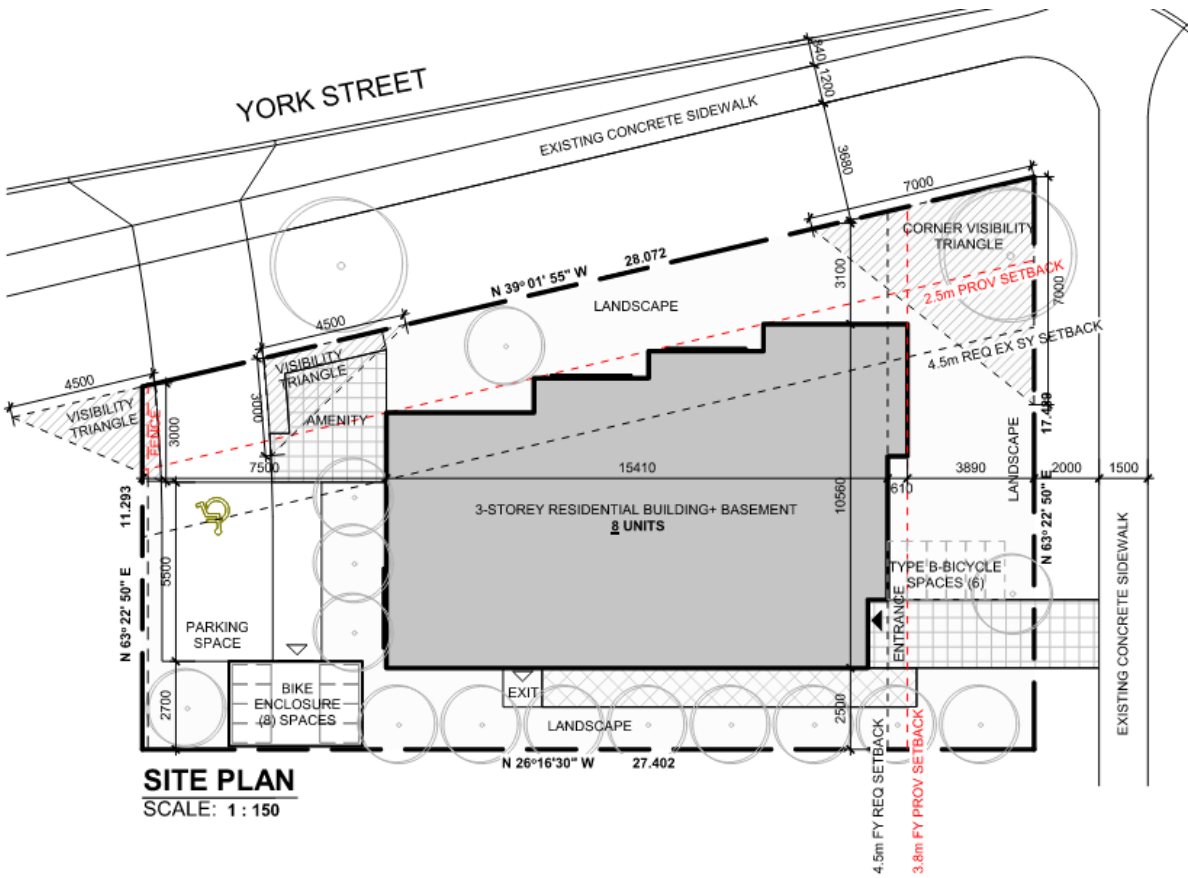 YORK STREET
EXISTING CONCRETE SIDEWALK
840
1200
3680
7000
CORNER VISIBILITY
TRIANGLE
N 39º 01' 55" W 28.072
LANDSCAPE
3100
2.5m PROV SETBACK
7000
4.5m REQ EX SY SETBACK
4500
VISIBILITY
TRIANGLE
4500
VISIBILITY
TRIANGLE
FENCE
3000
3000
AMENITY
7500
15410
610
3890
2000
1500
LANDSCAPE
17.489
N 63º 22' 50" E
11.293
N 63º 22' 50" E
3-STOREY RESIDENTIAL BUILDING+ BASEMENT
8 UNITS
10560
TYPE B-BICYCLE
SPACES (6)
ENTRANCE
5500
PARKING
SPACE
EXISTING CONCRETE SIDEWALK
BIKE
ENCLOSURE
(8) SPACES
2700
EXIT
LANDSCAPE
2500
N 26º16'30" W 27.402
4.5m FY REQ SETBACK
3.8m FY PROV SETBACK
SITE PLAN
SCALE: 1 : 150